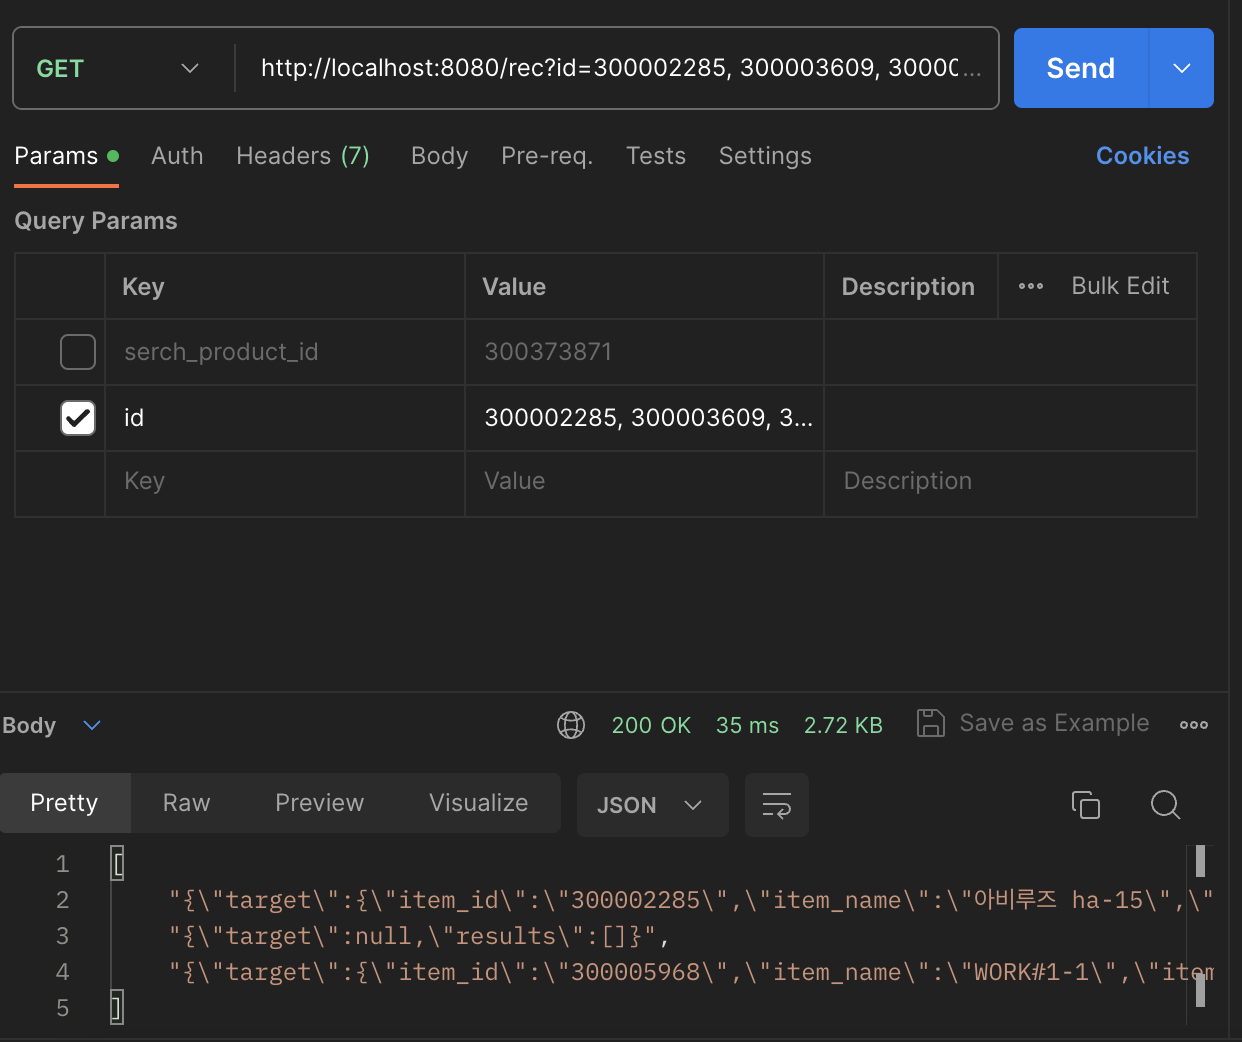 GET http://localhost:8080/rec?id=300002285, 300003609, 30000... Send
Params Auth Headers (7) Body Pre-req. Tests Settings Cookies
Query Params
Key Value Description Bulk Edit
serch_product_id 300373871
id 300002285, 300003609, 3...
Key Value Description
Body 200 OK 35 ms 2.72 KB Save as Example
Pretty Raw Preview Visualize JSON
1 [
2 "{\"target\":{\"item_id\":\"300002285\",\"item_name\":\"아비루즈 ha-15\",\"
3 "{\"target\":null,\"results\":[]}",
4 "{\"target\":{\"item_id\":\"300005968\",\"item_name\":\"WORK#1-1\",\"item
5 ]